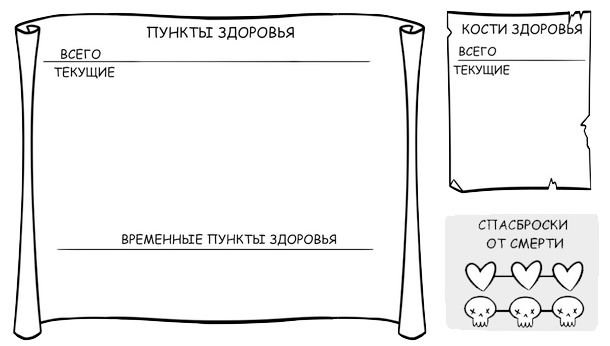 ПУНКТЫ ЗДОРОВЬЯ
ВСЕГО
ТЕКУЩИЕ
ВРЕМЕННЫЕ ПУНКТЫ ЗДОРОВЬЯ
КОСТИ ЗДОРОВЬЯ
ВСЕГО
ТЕКУЩИЕ
СПАСБРОСКИ
ОТ СМЕРТИ